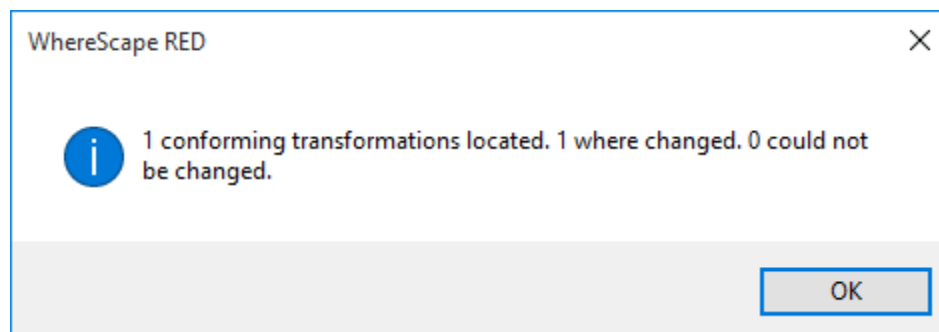 WhereScape RED
1 conforming transformations located. 1 where changed. 0 could not
be changed.
OK